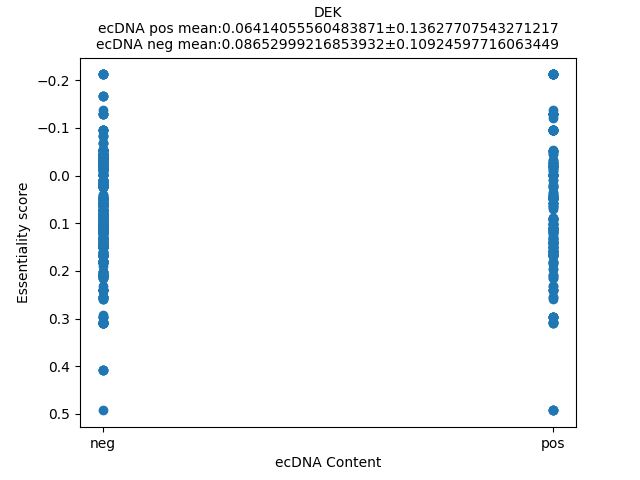 DEK
ecDNA pos mean:0.06414055560483871±0.13627707543271217
ecDNA neg mean:0.08652999216853932±0.10924597716063449
−0.2
−0.1
0.0
0.1
0.2
0.3
0.4
0.5
Essentiality score
neg
pos
ecDNA Content